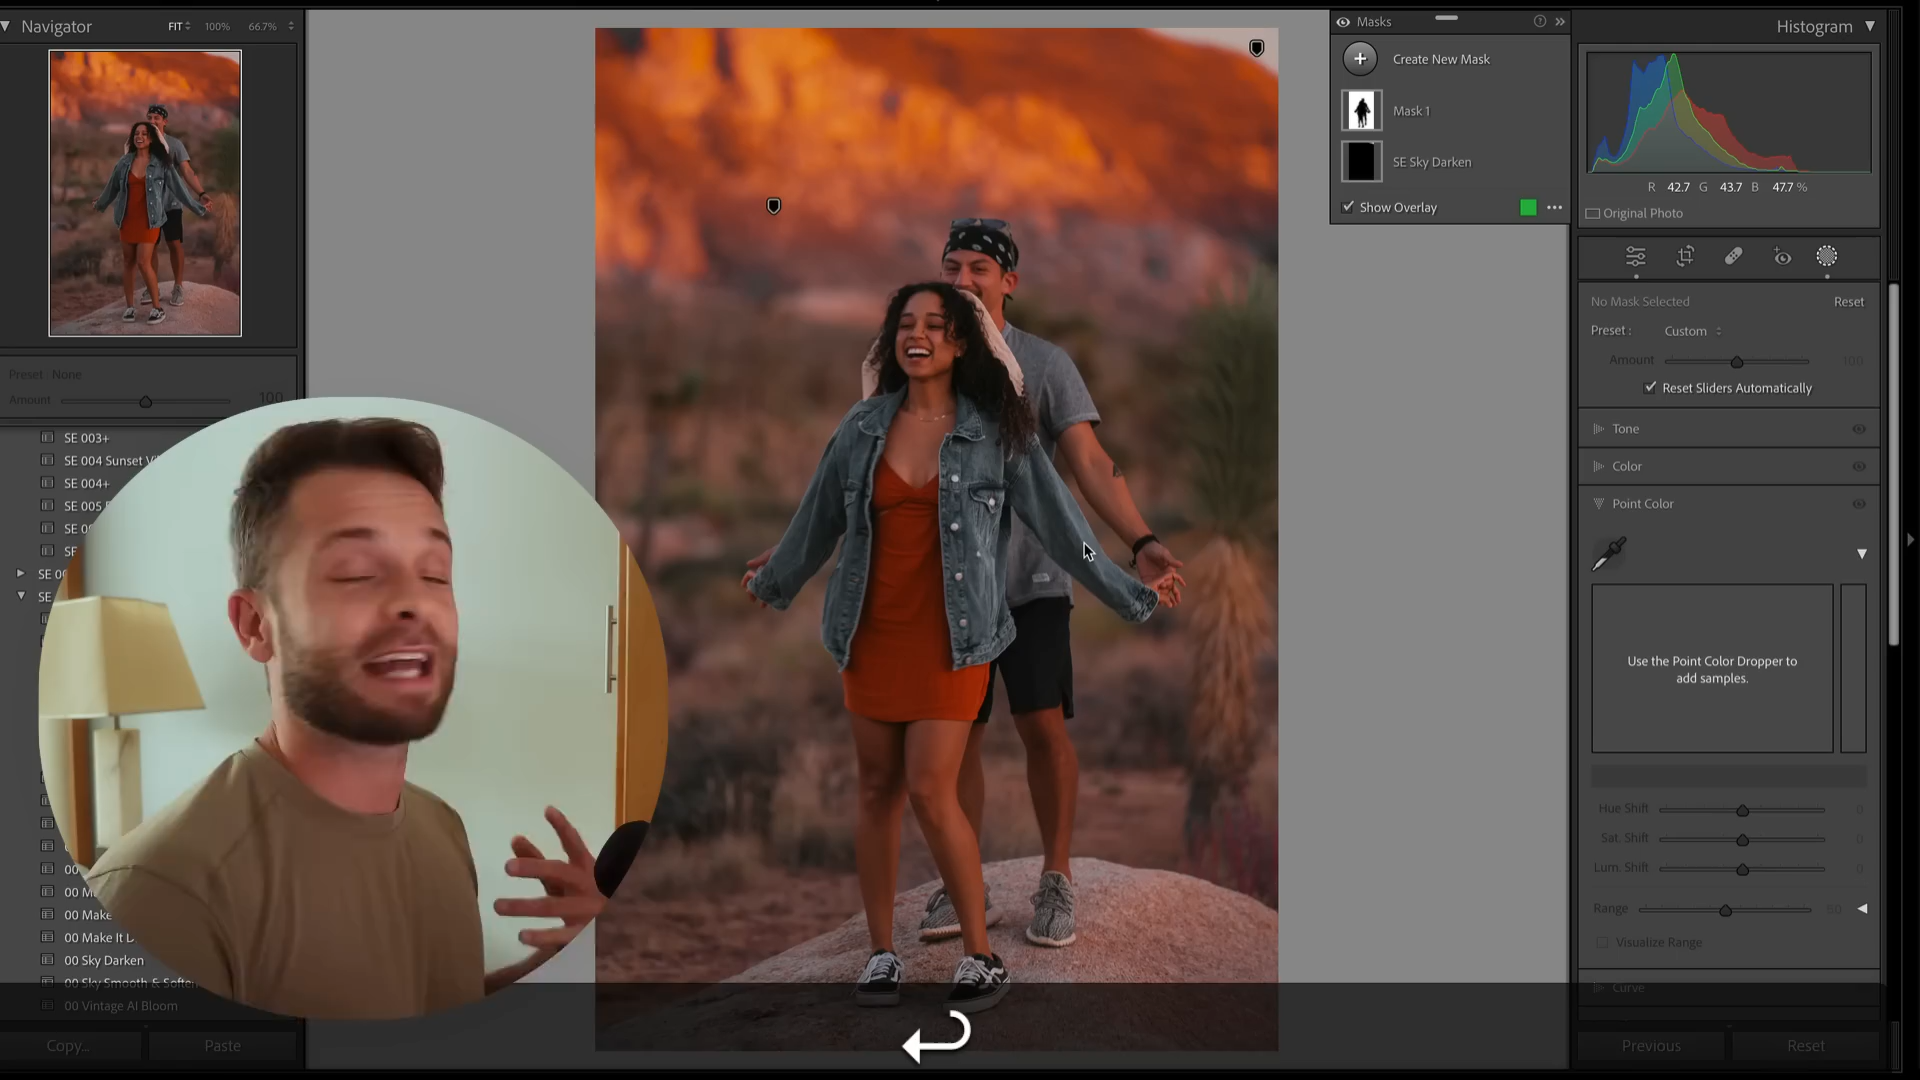 Navigator
FIT
100%
66.7%
Preset : None
Amount
100
SE 003+
SE 004 Sunset
SE 004+
SE 005
SE
SE
SE
00
00
00 Make
00 Make It
00 Sky Darken
00 Sky Smooth & Soften
00 Vintage AI Bloom
Copy...
Paste
Masks
Create New Mask
Mask 1
SE Sky Darken
Show Overlay
Histogram
R 42.7 G 43.7 B 47.7 %
Original Photo
No Mask Selected
Reset
Preset : Custom
Amount 100
Reset Sliders Automatically
Tone
Color
Point Color
Use the Point Color Dropper to
add samples.
Hue Shift 0
Sat. Shift 0
Lum. Shift 0
Range 50
Visualize Range
Curve
Previous
Reset